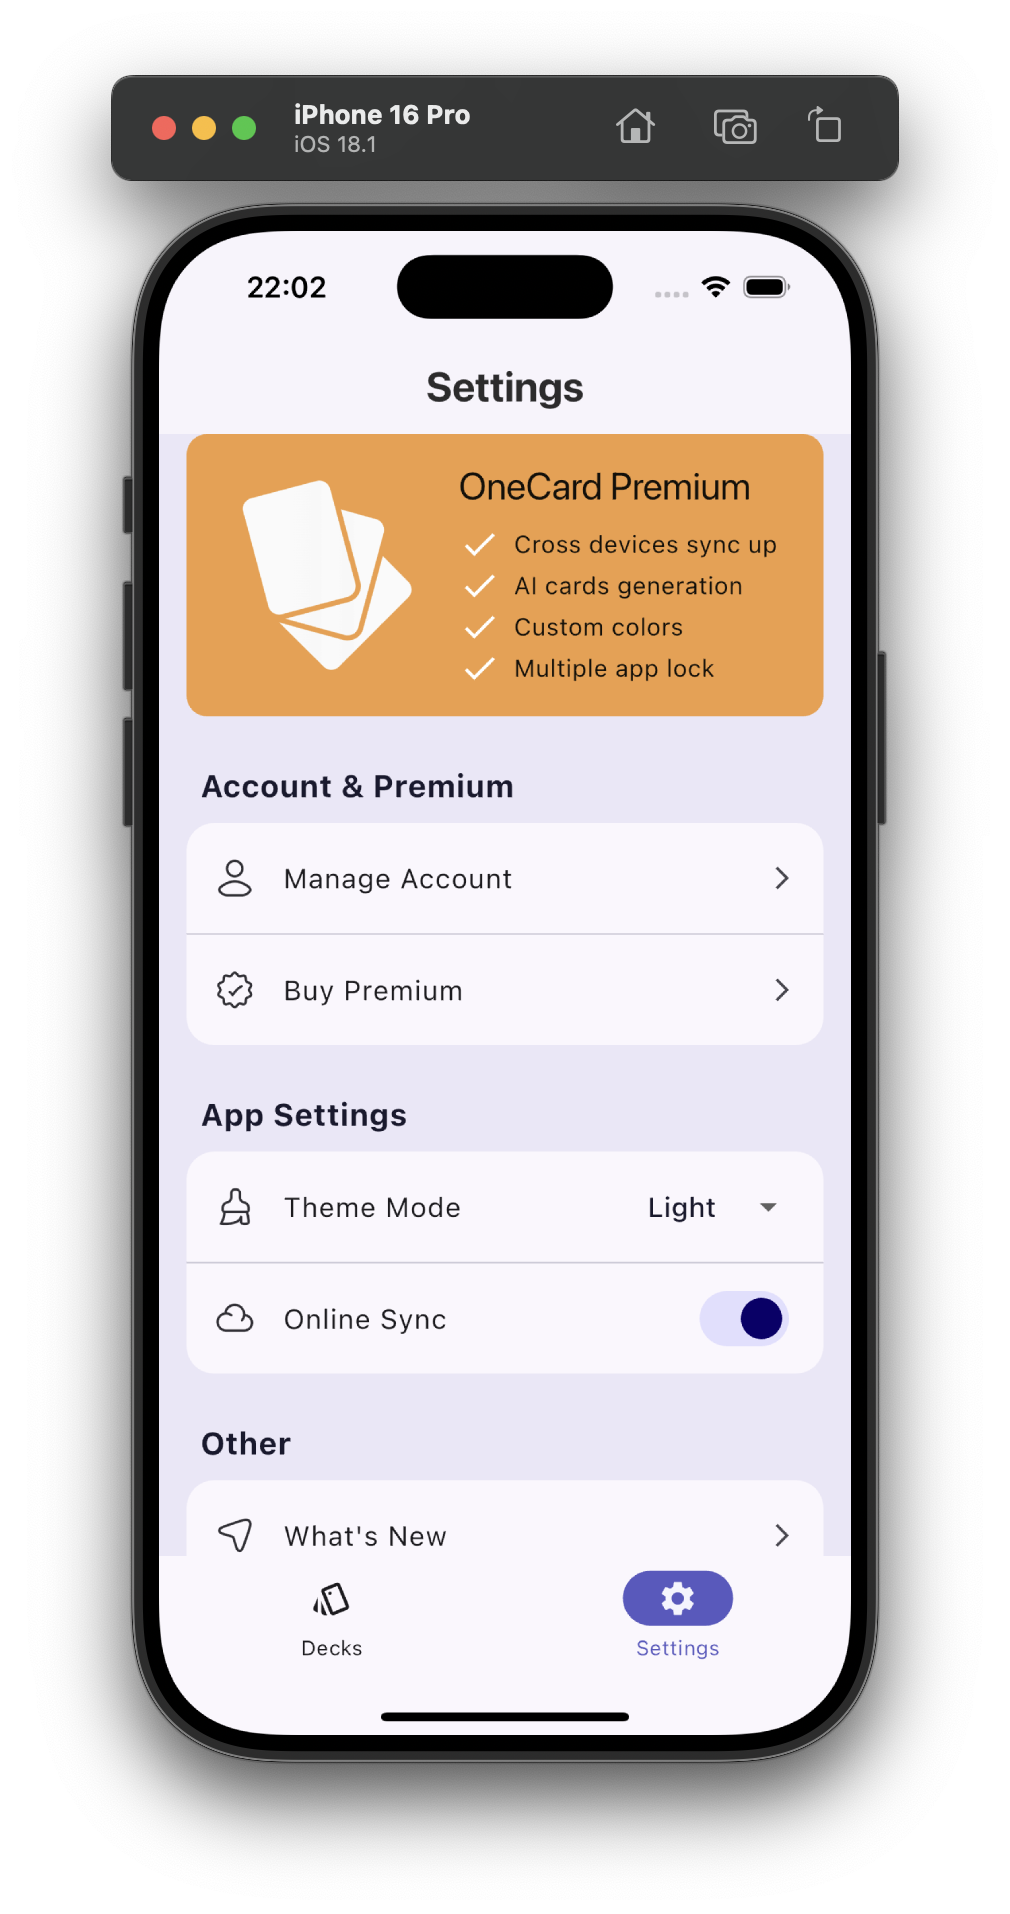 iPhone 16 Pro
iOS 18.1
22:02
Settings
OneCard Premium
Cross devices sync up
AI cards generation
Custom colors
Multiple app lock
Account & Premium
Manage Account
Buy Premium
App Settings
Theme Mode Light
Online Sync
Other
What's New
Decks Settings